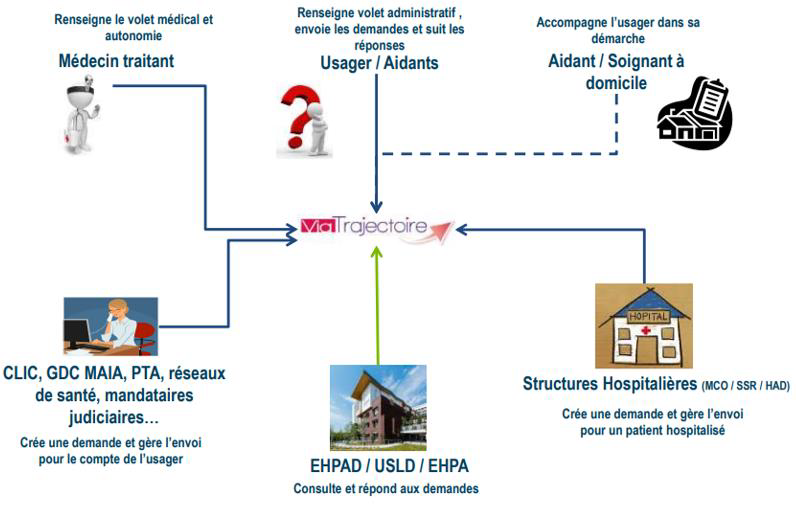 Renseigne le volet médical et
autonomie
Médecin traitant
Renseigne volet administratif ,
envoie les demandes et suit les
réponses
Usager / Aidants
Accompagne l'usager dans sa
démarche
Aidant / Soignant à
domicile
viaTrajectoire
HOPITAL
CLIC, GDC MAIA, PTA, réseaux
de santé, mandataires
judiciaires…
Crée une demande et gère l'envoi
pour le compte de l'usager
EHPAD / USLD / EHPA
Consulte et répond aux demandes
Structures Hospitalières (MCO / SSR / HAD)
Crée une demande et gère l'envoi
pour un patient hospitalisé